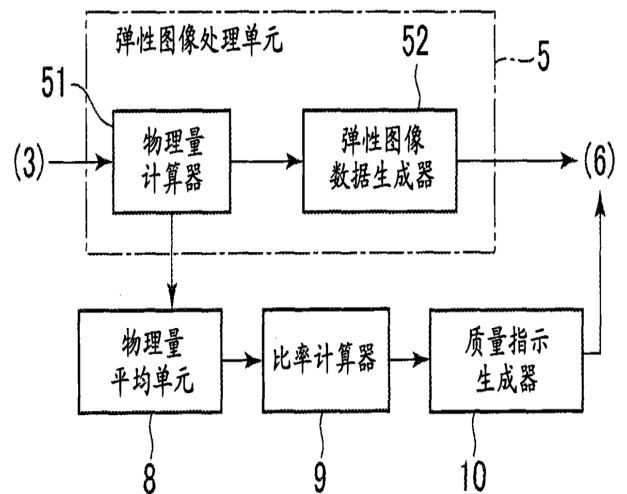 弹性图像处理单元
52
5
51
(3)
物理量
计算器
弹性图像
数据生成器
(6)
物理量
平均单元
比率计算器
质量指示
生成器
8
9
10